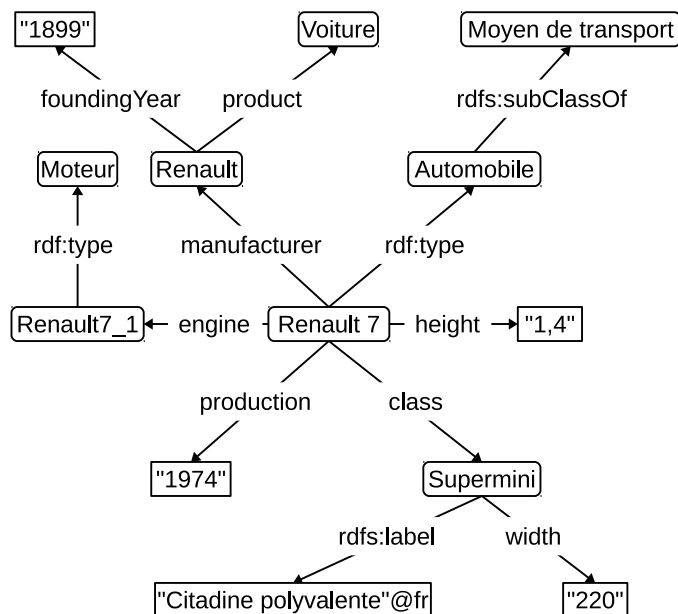 "1899"
Voiture
Moyen de transport
foundingYear
product
rdfs:subClassOf
Moteur
Renault
Automobile
rdf:type
manufacturer
rdf:type
Renault7_1
engine
Renault 7
height
"1,4"
production
class
"1974"
Supermini
rdfs:label
width
"Citadine polyvalente"@fr
"220"